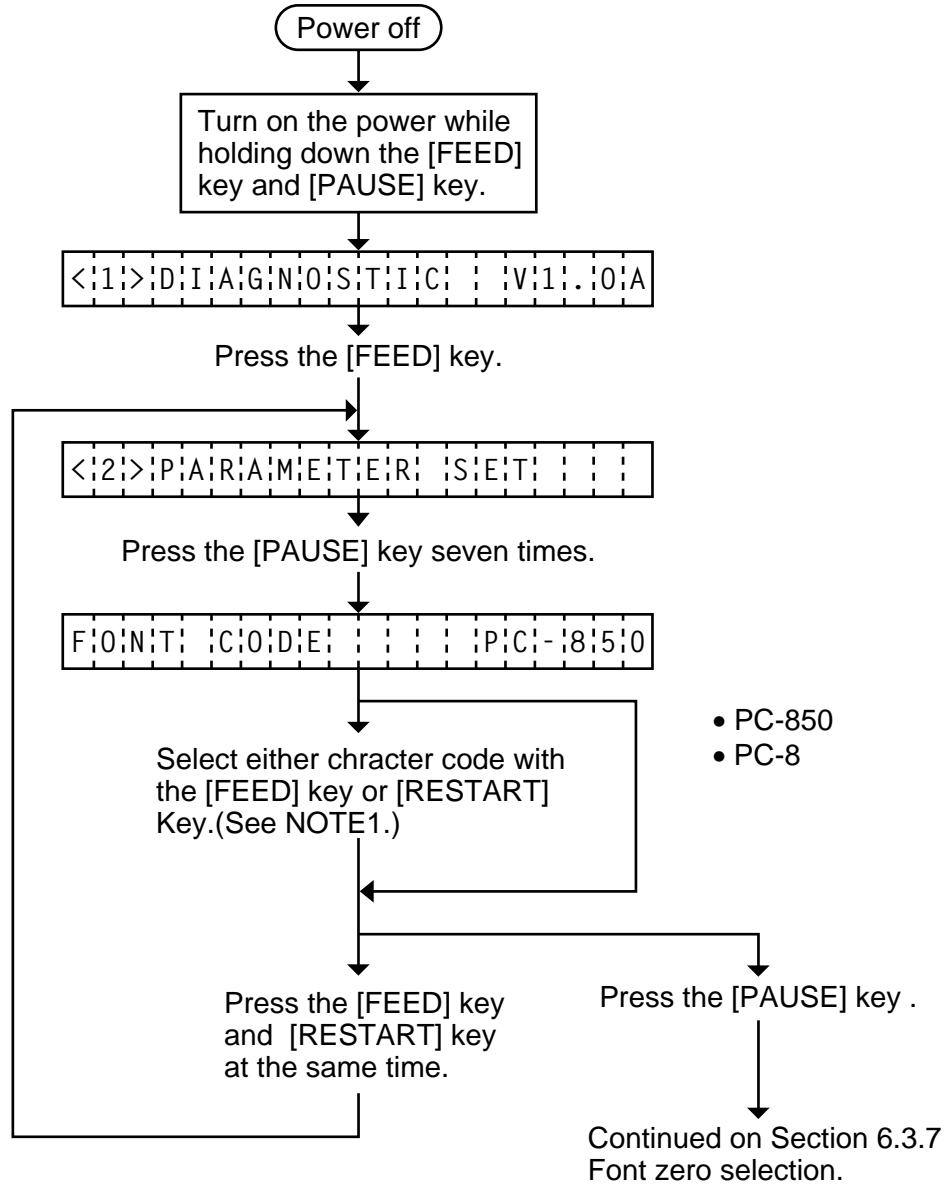 Power off
Turn on the power while
holding down the [FEED]
key and [PAUSE] key.
<1>DIAGNOSTIC  V1.0A
Press the [FEED] key.
<2>PARAMETER SET
Press the [PAUSE] key seven times.
FONT CODE     PC-850
• PC-850
• PC-8
Select either chracter code with
the [FEED] key or [RESTART]
Key.(See NOTE1.)
Press the [FEED] key
and  [RESTART] key
at the same time.
Press the [PAUSE] key .
Continued on Section 6.3.7
Font zero selection.